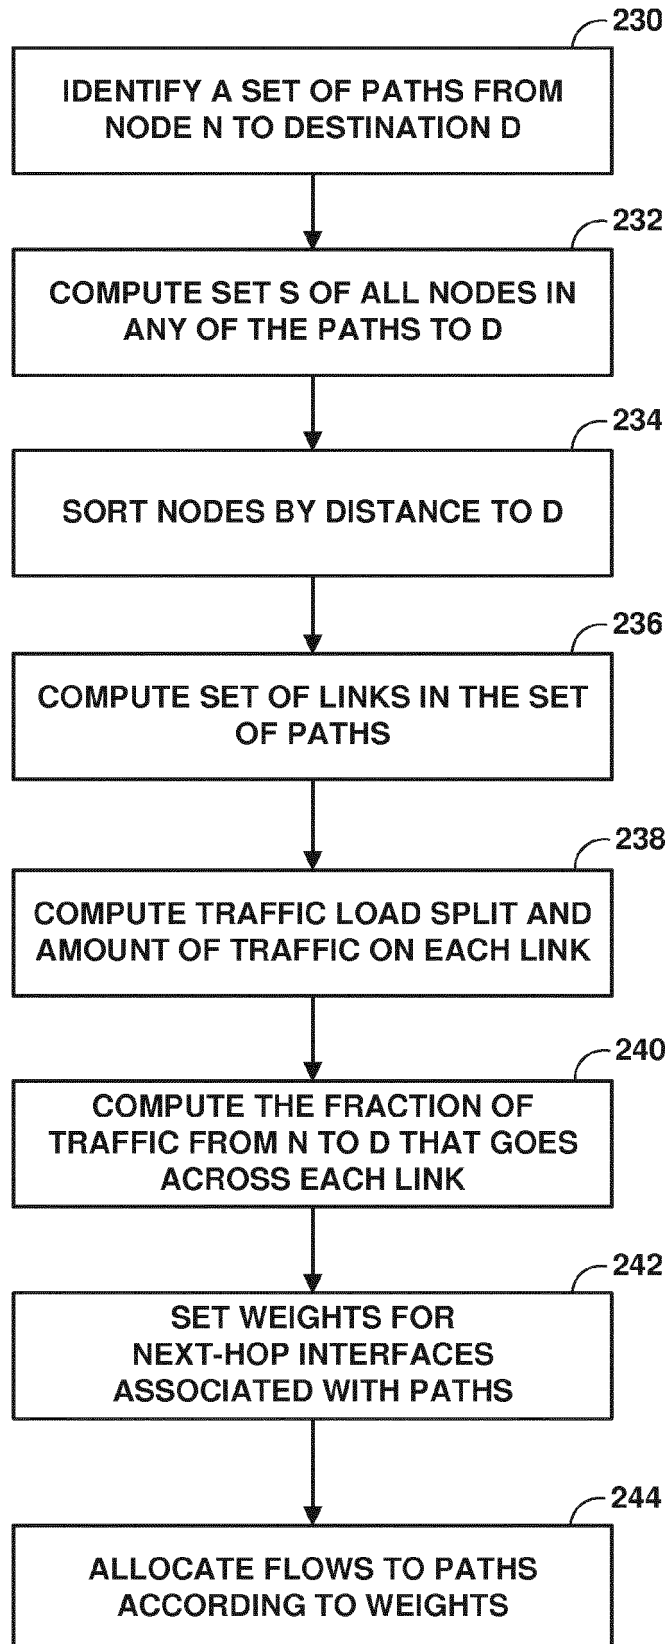 230
IDENTIFY A SET OF PATHS FROM
NODE N TO DESTINATION D
232
COMPUTE SET S OF ALL NODES IN
ANY OF THE PATHS TO D
234
SORT NODES BY DISTANCE TO D
236
COMPUTE SET OF LINKS IN THE SET
OF PATHS
238
COMPUTE TRAFFIC LOAD SPLIT AND
AMOUNT OF TRAFFIC ON EACH LINK
240
COMPUTE THE FRACTION OF
TRAFFIC FROM N TO D THAT GOES
ACROSS EACH LINK
242
SET WEIGHTS FOR
NEXT-HOP INTERFACES
ASSOCIATED WITH PATHS
244
ALLOCATE FLOWS TO PATHS
ACCORDING TO WEIGHTS